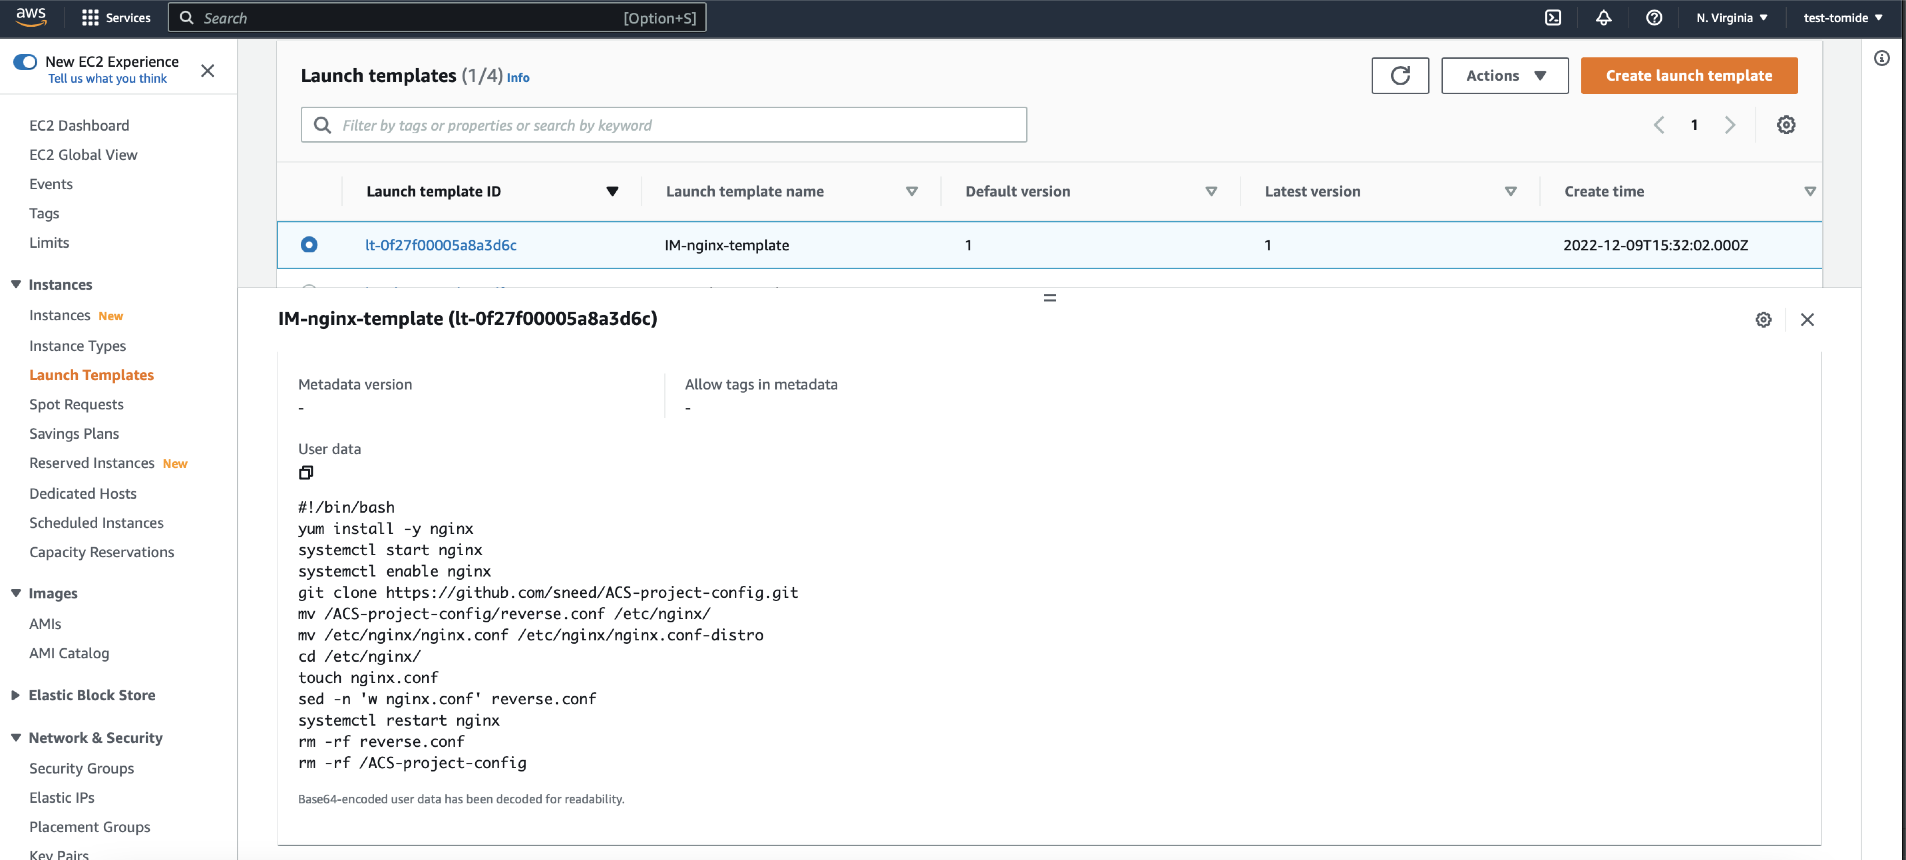 aws
Services
Search
[Option+S]
N. Virginia
test-tomide
New EC2 Experience
Tell us what you think
EC2 Dashboard
EC2 Global View
Events
Tags
Limits
Instances
Instances New
Instance Types
Launch Templates
Spot Requests
Savings Plans
Reserved Instances New
Dedicated Hosts
Scheduled Instances
Capacity Reservations
Images
AMIs
AMI Catalog
Elastic Block Store
Network & Security
Security Groups
Elastic IPs
Placement Groups
Key Pairs
Launch templates (1/4) Info
Actions
Create launch template
Filter by tags or properties or search by keyword
1
Launch template ID
Launch template name
Default version
Latest version
Create time
lt-0f27f00005a8a3d6c
IM-nginx-template
1
1
2022-12-09T15:32:02.000Z
IM-nginx-template (lt-0f27f00005a8a3d6c)
Metadata version
-
Allow tags in metadata
-
User data
#!/bin/bash
yum install -y nginx
systemctl start nginx
systemctl enable nginx
git clone https://github.com/sneed/ACS-project-config.git
mv /ACS-project-config/reverse.conf /etc/nginx/
mv /etc/nginx/nginx.conf /etc/nginx/nginx.conf-distro
cd /etc/nginx/
touch nginx.conf
sed -n 'w nginx.conf' reverse.conf
systemctl restart nginx
rm -rf reverse.conf
rm -rf /ACS-project-config
Base64-encoded user data has been decoded for readability.